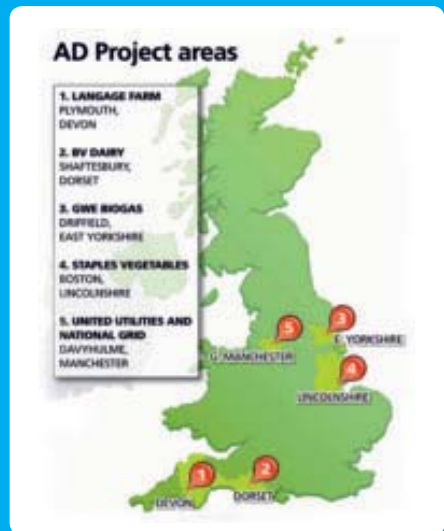 AD Project areas
1. LANGAGE FARM
PLYMOUTH,
DEVON
2. BV DAIRY
SHAFTESBURY,
DORSET
3. GWE BIOGAS
DRIFFIELD,
EAST YORKSHIRE
4. STAPLES VEGETABLES
BOSTON,
LINCOLNSHIRE
5. UNITED UTILITIES AND
NATIONAL GRID
DAVYHULME,
MANCHESTER
5
3
G. MANCHESTER
E. YORKSHIRE
4
LINCOLNSHIRE
1
2
DEVON
DORSET